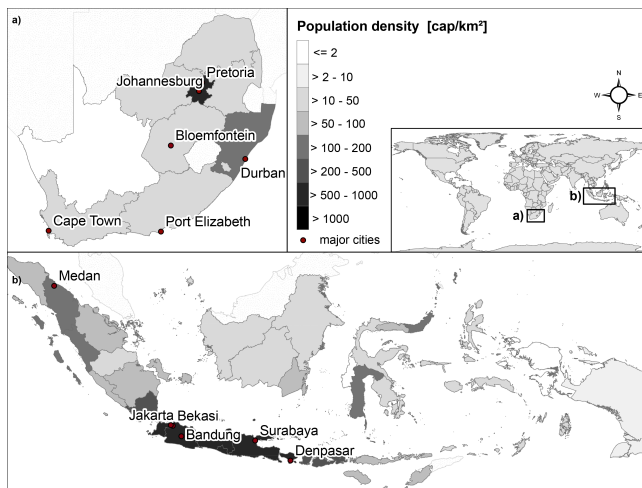 a)
Pretoria
Johannesburg
Bloemfontein
Durban
Cape Town
Port Elizabeth
Population density [cap/km²]
<= 2
> 2 - 10
> 10 - 50
> 50 - 100
> 100 - 200
> 200 - 500
> 500 - 1000
> 1000
major cities
N
W E
S
b)
a)
b)
Medan
Jakarta Bekasi
Bandung
Surabaya
Denpasar